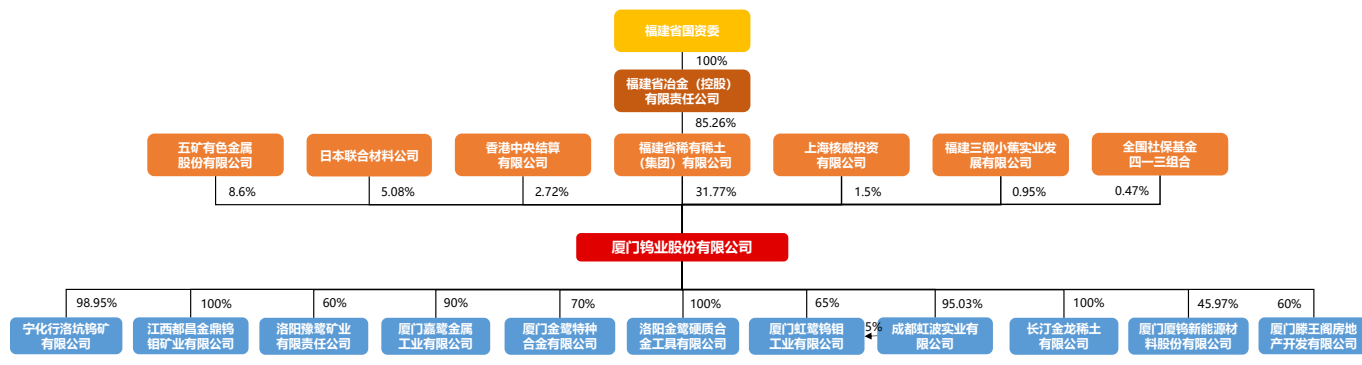 福建省国资委
100%
福建省冶金（控股）
有限责任公司
85.26%
五矿有色金属
股份有限公司
日本联合材料公司
香港中央结算
有限公司
福建省稀有稀土
（集团）有限公司
上海核威投资
有限公司
福建三钢小蕉实业发
展有限公司
全国社保基金
四一三组合
8.6%
5.08%
2.72%
31.77%
1.5%
0.95%
0.47%
厦门钨业股份有限公司
98.95%
100%
60%
90%
70%
100%
65%
95.03%
100%
45.97%
60%
宁化行洛坑钨矿
有限公司
江西都昌金鼎钨
钼矿业有限公司
洛阳豫鹭矿业
有限责任公司
厦门嘉鹭金属
工业有限公司
厦门金鹭特种
合金有限公司
洛阳金鹭硬质合
金工具有限公司
厦门虹鹭钨钼
工业有限公司
5%
成都虹波实业有
限公司
长汀金龙稀土
有限公司
厦门厦钨新能源材
料股份有限公司
厦门滕王阁房地
产开发有限公司